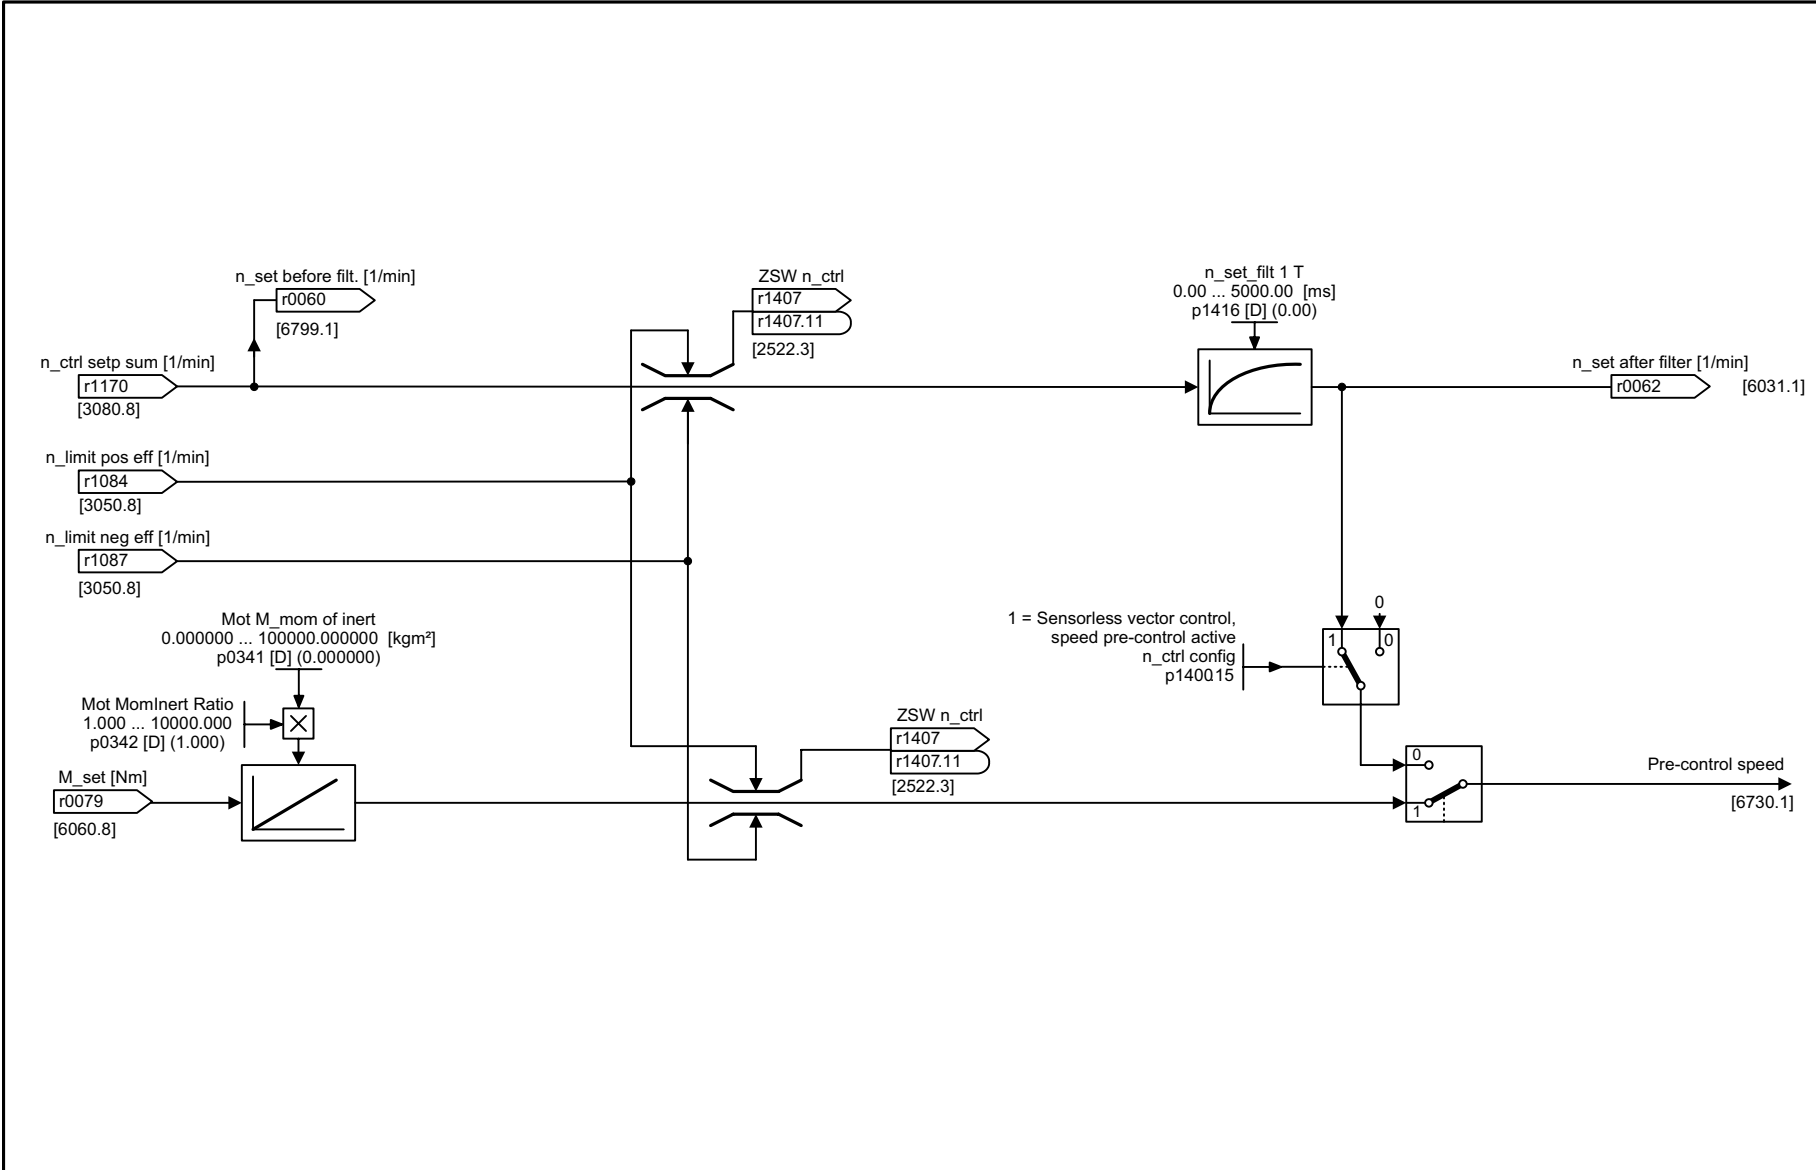 n_set before filt. [1/min]
r0060
[6799.1]
ZSW n_ctrl
r1407
r1407.11
[2522.3]
n_set_filt 1 T
0.00 ... 5000.00 [ms]
p1416 [D] (0.00)
n_ctrl setp sum [1/min]
r1170
[3080.8]
n_set after filter [1/min]
r0062
[6031.1]
n_limit pos eff [1/min]
r1084
[3050.8]
n_limit neg eff [1/min]
r1087
[3050.8]
Mot M_mom of inert
0.000000 ... 100000.000000 [kgm²]
p0341 [D] (0.000000)
Mot MomInert Ratio
1.000 ... 10000.000
p0342 [D] (1.000)
M_set [Nm]
r0079
[6060.8]
1 = Sensorless vector control,
speed pre-control active
n_ctrl config
p1400.15
0
1
0
ZSW n_ctrl
r1407
r1407.11
[2522.3]
0
1
Pre-control speed
[6730.1]